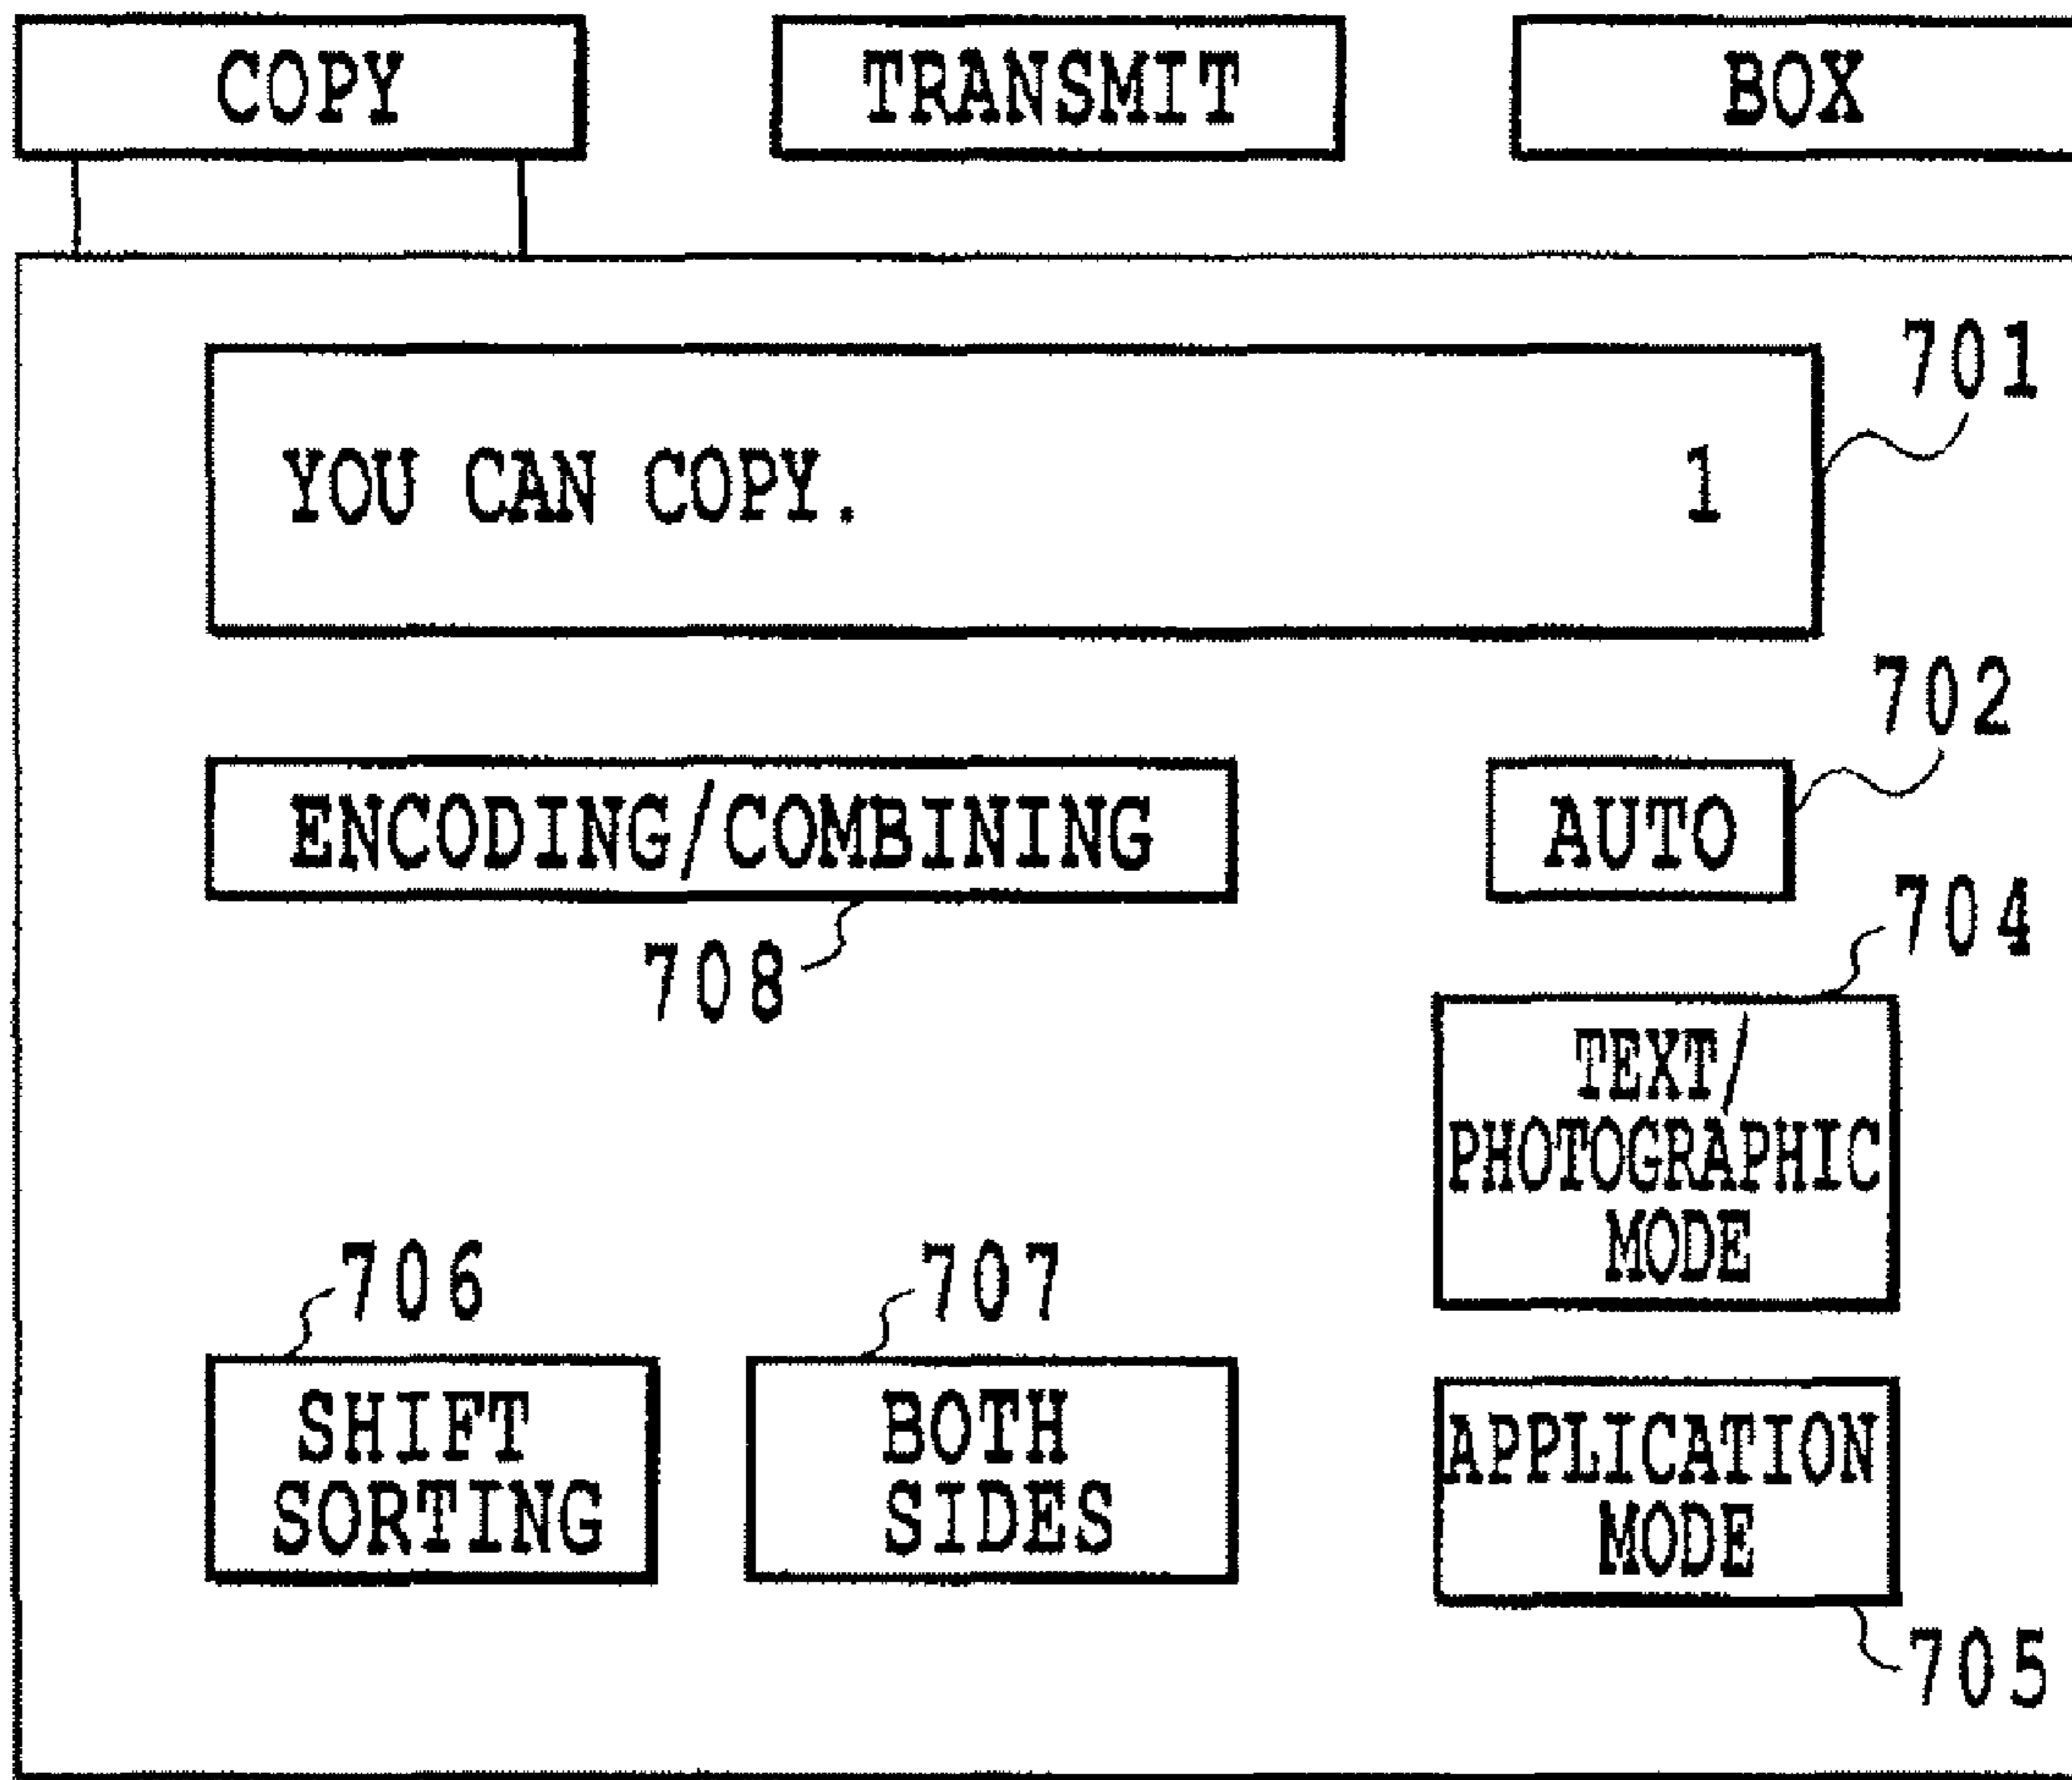 COPY
TRANSMIT
BOX
701
YOU CAN COPY. 1
702
ENCODING/COMBINING
AUTO
708
704
TEXT/
PHOTOGRAPHIC
MODE
706
707
SHIFT
SORTING
BOTH
SIDES
APPLICATION
MODE
705